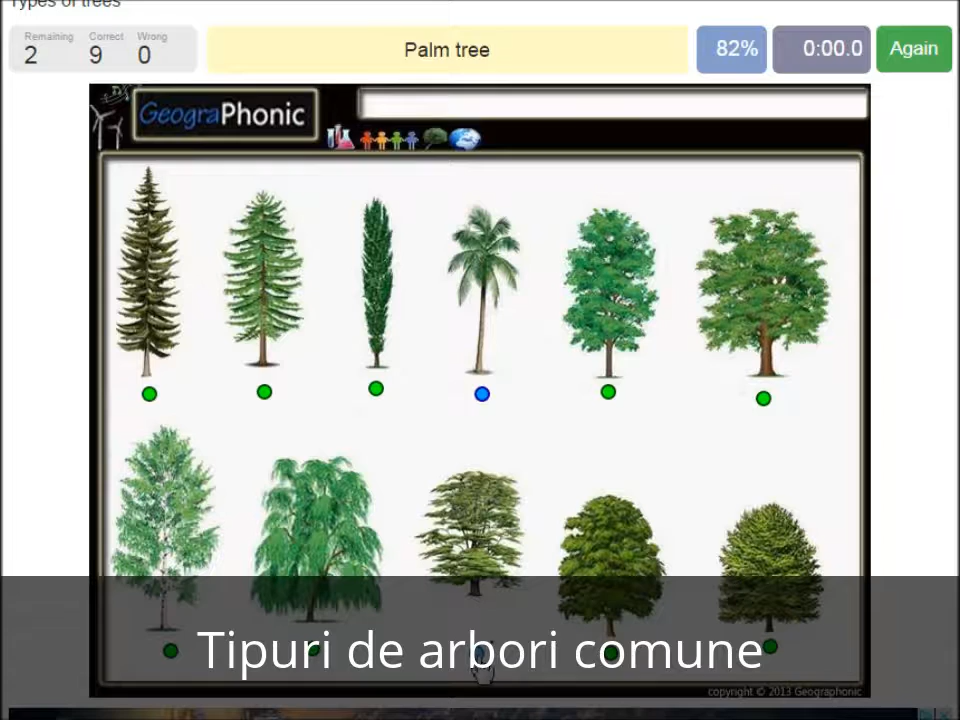 Types of trees
Remaining Correct Wrong
2 9 0
Palm tree
82%
0:00.0
Again
GeograPhonic
Tipuri de arbori comune
copyright © 2013 Geographonic